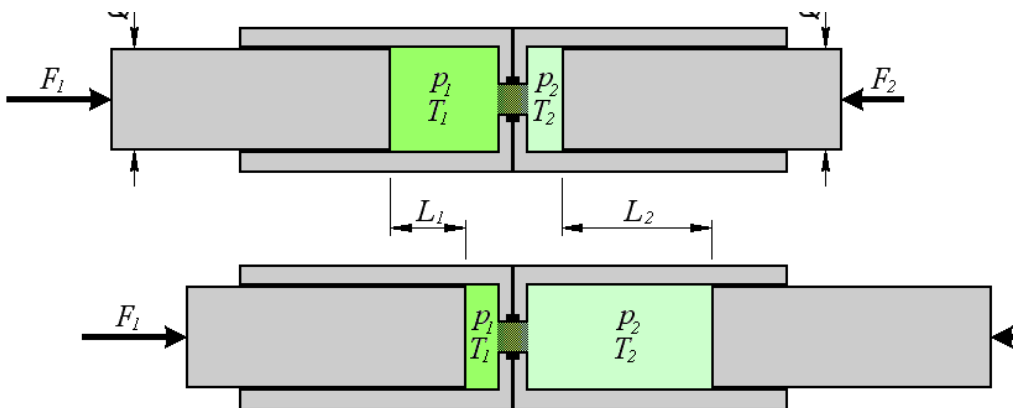 F₁ p₁ p₂ F₂
T₁ T₂
L₁ L₂
F₁ p₁ p₂
T₁ T₂